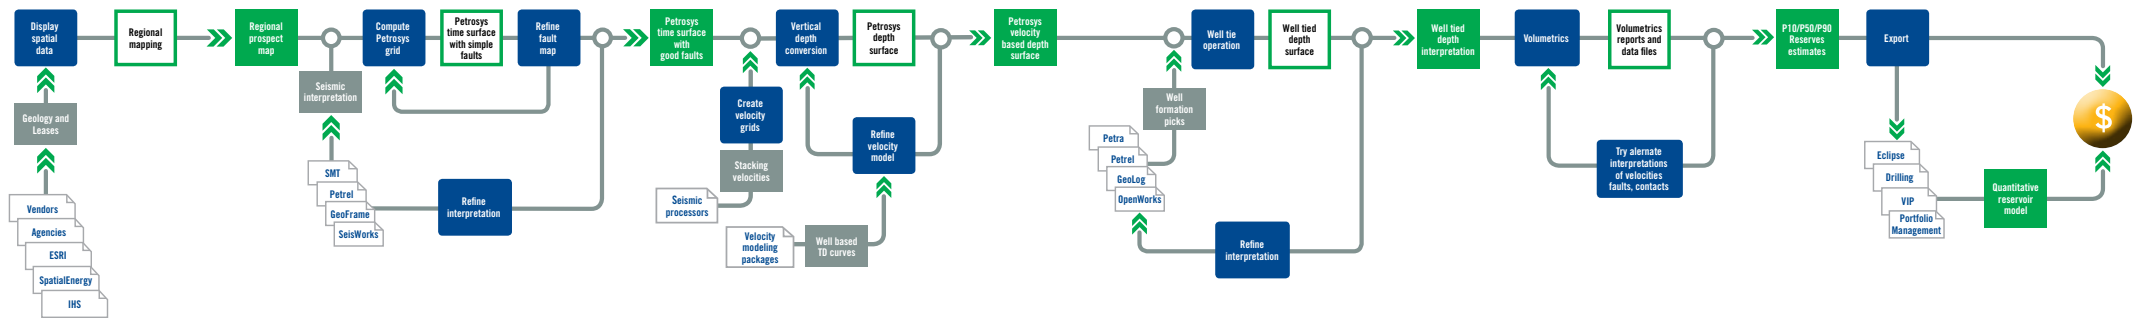 Display
spatial
data
Regional
mapping
Regional
prospect
map
Compute
Petrosys
grid
Petrosys
time surface
with simple
faults
Refine
fault
map
Petrosys
time surface
with
good faults
Vertical
depth
conversion
Petrosys
depth
surface
Petrosys
velocity
based depth
surface
Well tie
operation
Well tied
depth
surface
Well tied
depth
interpretation
Volumetrics
Volumetrics
reports and
data files
P10/P50/P90
Reserves
estimates
Export
Geology and
Leases
Vendors
Agencies
ESRI
SpatialEnergy
IHS
Seismic
interpretation
SMT
Petrel
GeoFrame
SeisWorks
Refine
interpretation
Create
velocity
grids
Stacking
velocities
Seismic
processors
Velocity
modeling
packages
Well based
TD curves
Refine
velocity
model
Well
formation
picks
Petra
Petrel
GeoLog
OpenWorks
Refine
interpretation
Try alernate
interpretations
of velocities
faults, contacts
Eclipse
Drilling
VIP
Portfolio
Management
Quantitative
reservoir
model
$